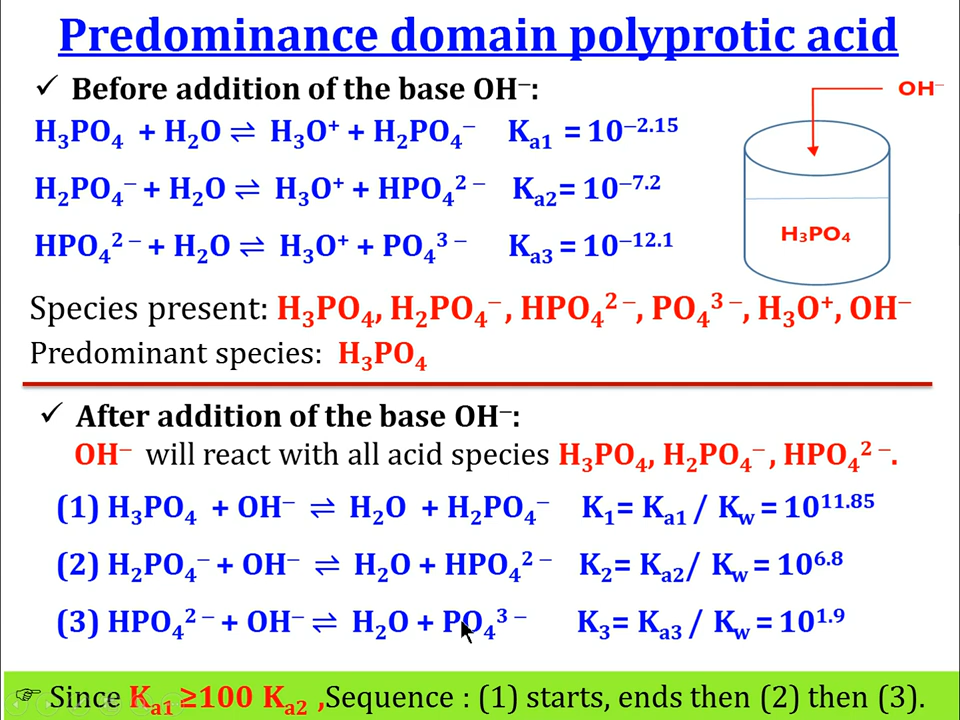 Predominance domain polyprotic acid
✓ Before addition of the base OH⁻:
OH⁻
H₃PO₄ + H₂O ⇌ H₃O⁺ + H₂PO₄⁻ Kₐ₁ = 10⁻²·¹⁵
H₂PO₄⁻ + H₂O ⇌ H₃O⁺ + HPO₄²⁻ Kₐ₂= 10⁻⁷·²
HPO₄²⁻ + H₂O ⇌ H₃O⁺ + PO₄³⁻ Kₐ₃ = 10⁻¹²·¹
H₃PO₄
Species present: H₃PO₄, H₂PO₄⁻, HPO₄²⁻, PO₄³⁻, H₃O⁺, OH⁻
Predominant species: H₃PO₄
✓ After addition of the base OH⁻:
OH⁻ will react with all acid species H₃PO₄, H₂PO₄⁻, HPO₄²⁻.
(1) H₃PO₄ + OH⁻ ⇌ H₂O + H₂PO₄⁻ K₁= Kₐ₁ / K_w = 10¹¹·⁸⁵
(2) H₂PO₄⁻ + OH⁻ ⇌ H₂O + HPO₄²⁻ K₂= Kₐ₂/ K_w = 10⁶·⁸
(3) HPO₄²⁻ + OH⁻ ⇌ H₂O + PO₄³⁻ K₃= Kₐ₃ / K_w = 10¹·⁹
☞ Since Kₐ₁ ≥100 Kₐ₂ ,Sequence : (1) starts, ends then (2) then (3).